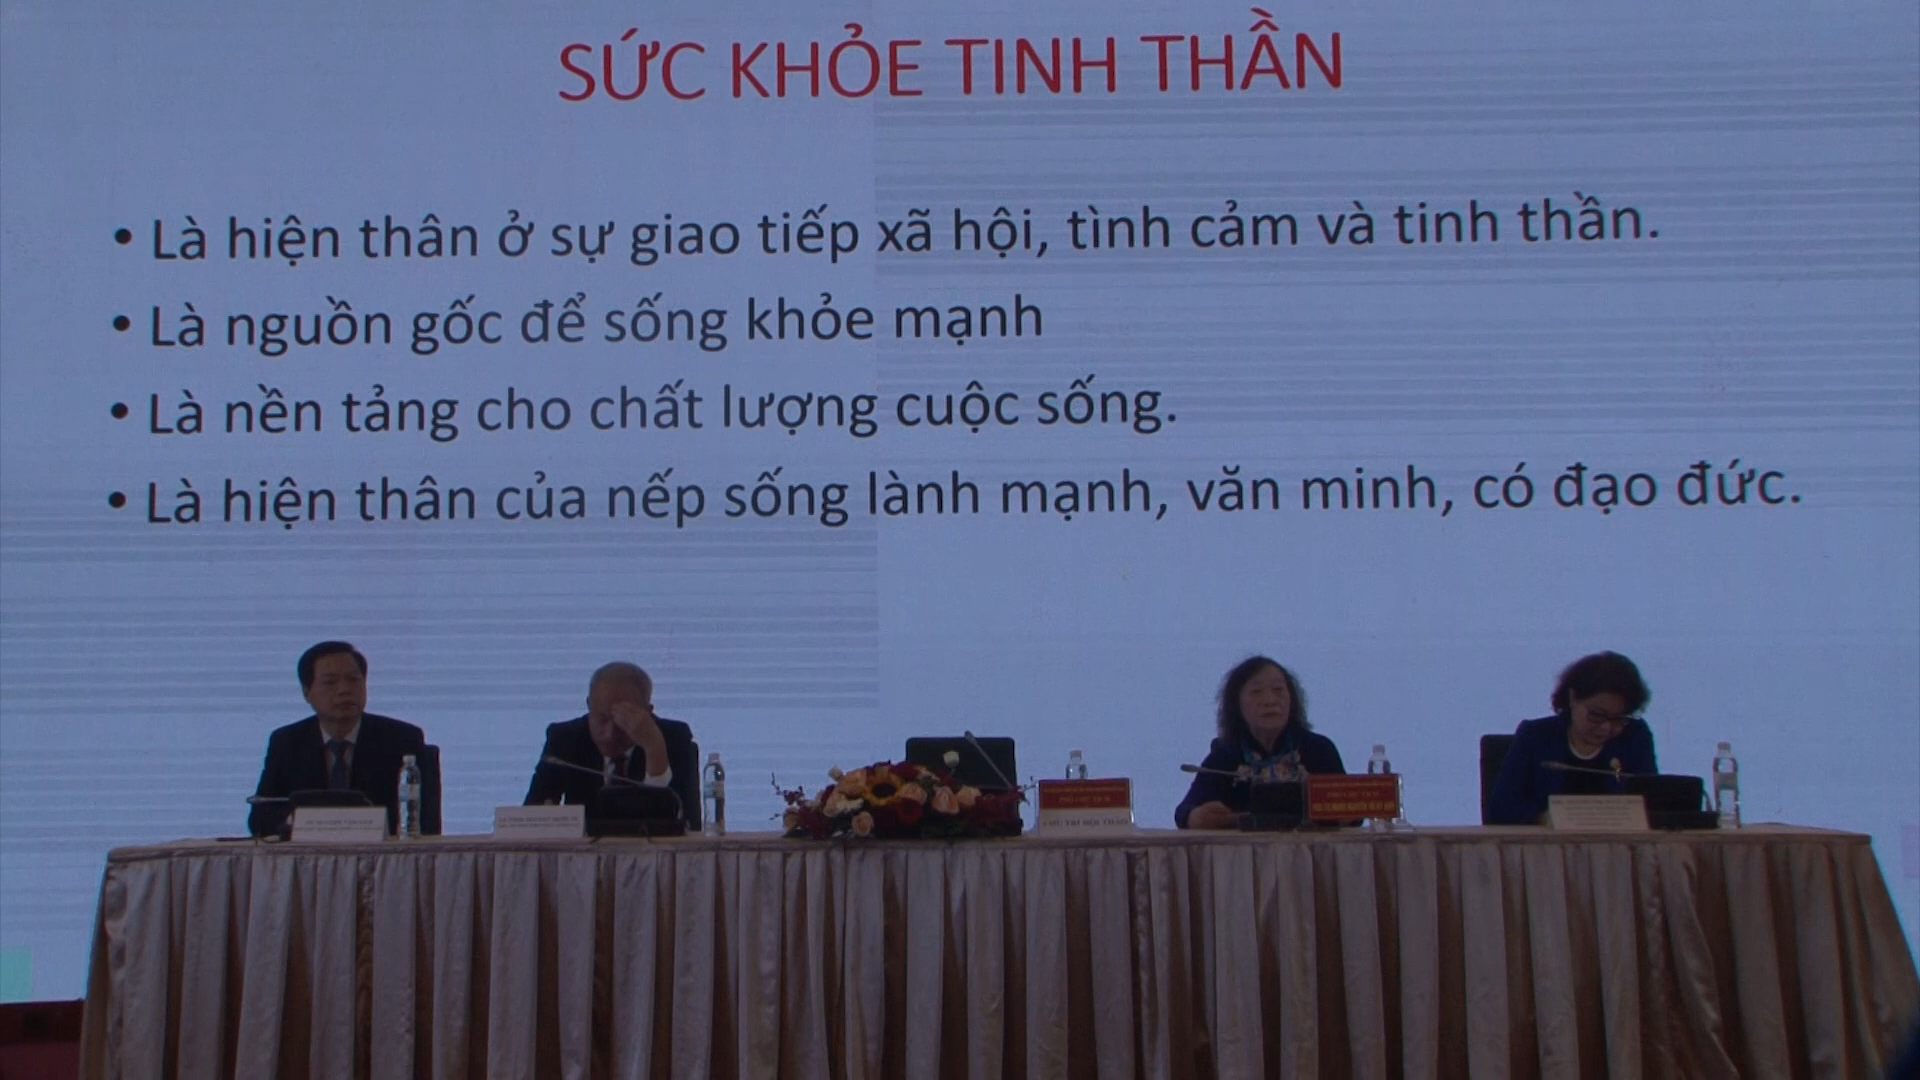 SỨC KHỎE TINH THẦN
• Là hiện thân ở sự giao tiếp xã hội, tình cảm và tinh thần.
• Là nguồn gốc để sống khỏe mạnh
• Là nền tảng cho chất lượng cuộc sống.
• Là hiện thân của nếp sống lành mạnh, văn minh, có đạo đức.